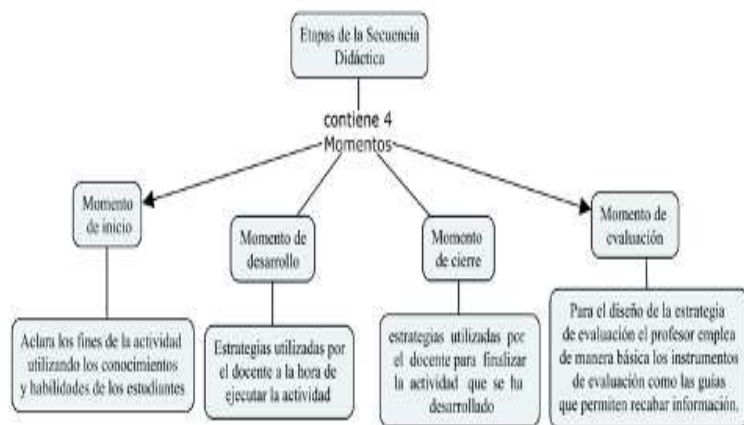 Etapas de la Secuencia
Didáctica
contiene 4
Momentos
Momento
de inicio
Momento de
desarrollo
Momento
de cierre
Momento de
evaluación
Aclara los fines de la actividad
utilizando los conocimientos
y habilidades de los estudiantes
Estrategias utilizadas por
el docente a la hora de
ejecutar la actividad
estrategias utilizadas por
el docente para finalizar
la actividad que se ha
desarrollado
Para el diseño de la estrategia
de evaluación el profesor emplea
de manera básica los instrumentos
de evaluación como las guías
que permiten recabar información.